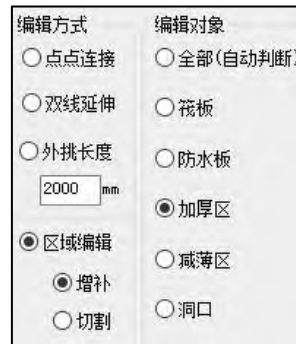 编辑方式
点点连接
双线延伸
外挑长度
2000 mm
区域编辑
增补
切割
编辑对象
全部(自动判断)
筏板
防水板
加厚区
减薄区
洞口